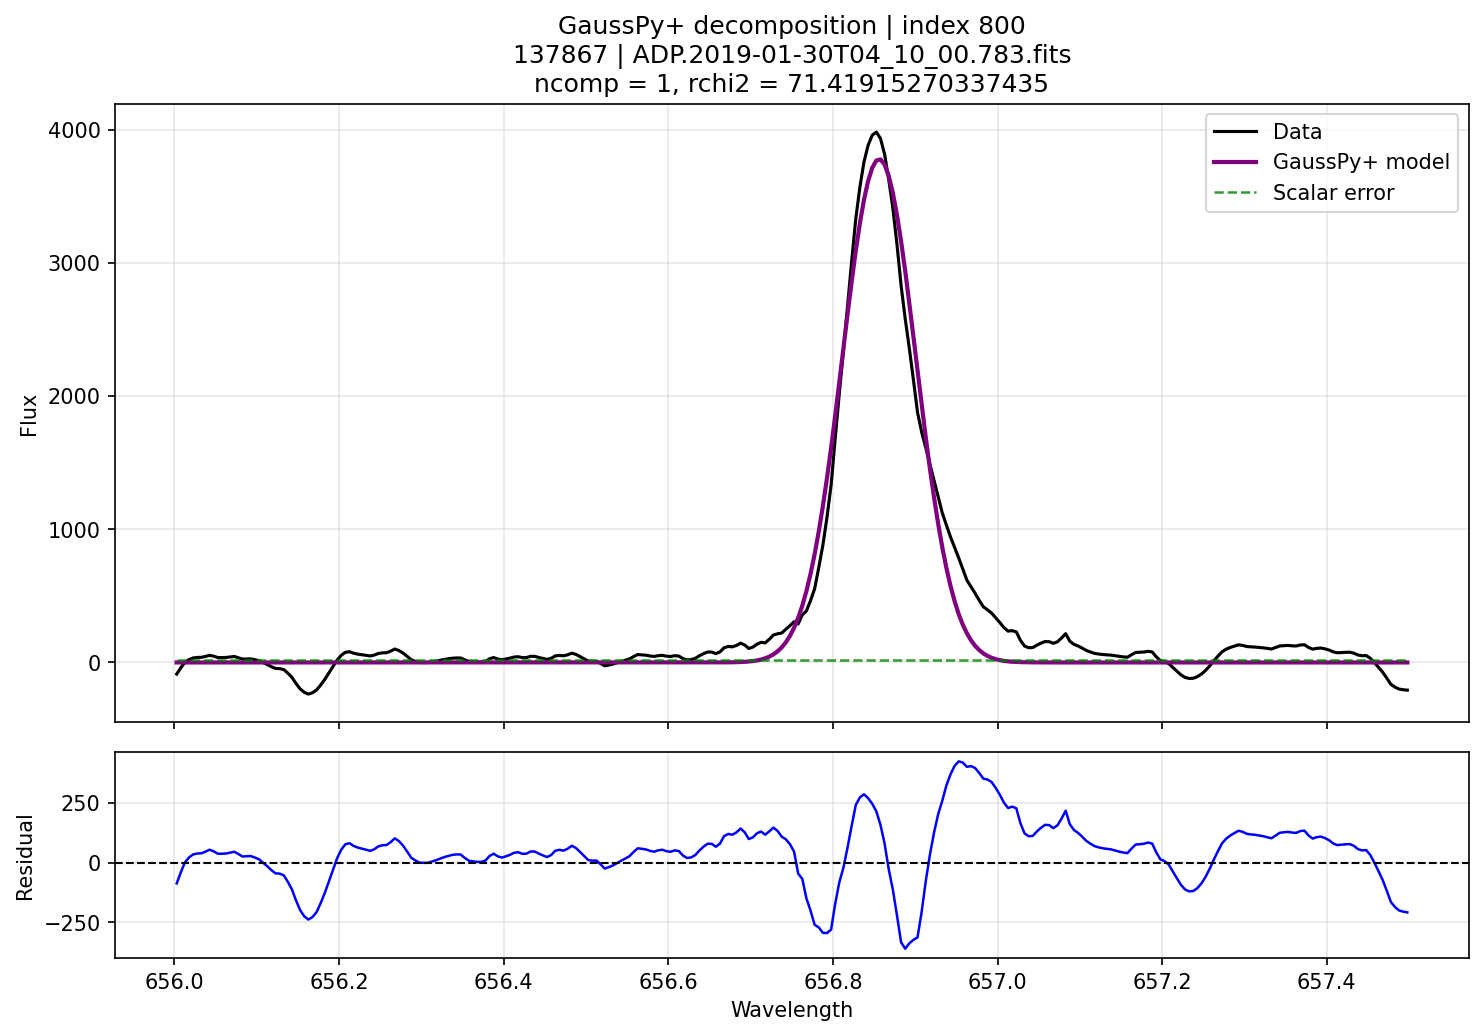 GaussPy+ decomposition | index 800
137867 | ADP.2019-01-30T04_10_00.783.fits
ncomp = 1, rchi2 = 71.41915270337435
Data
GaussPy+ model
Scalar error
Flux
4000
3000
2000
1000
0
Residual
250
0
−250
656.0 656.2 656.4 656.6 656.8 657.0 657.2 657.4
Wavelength